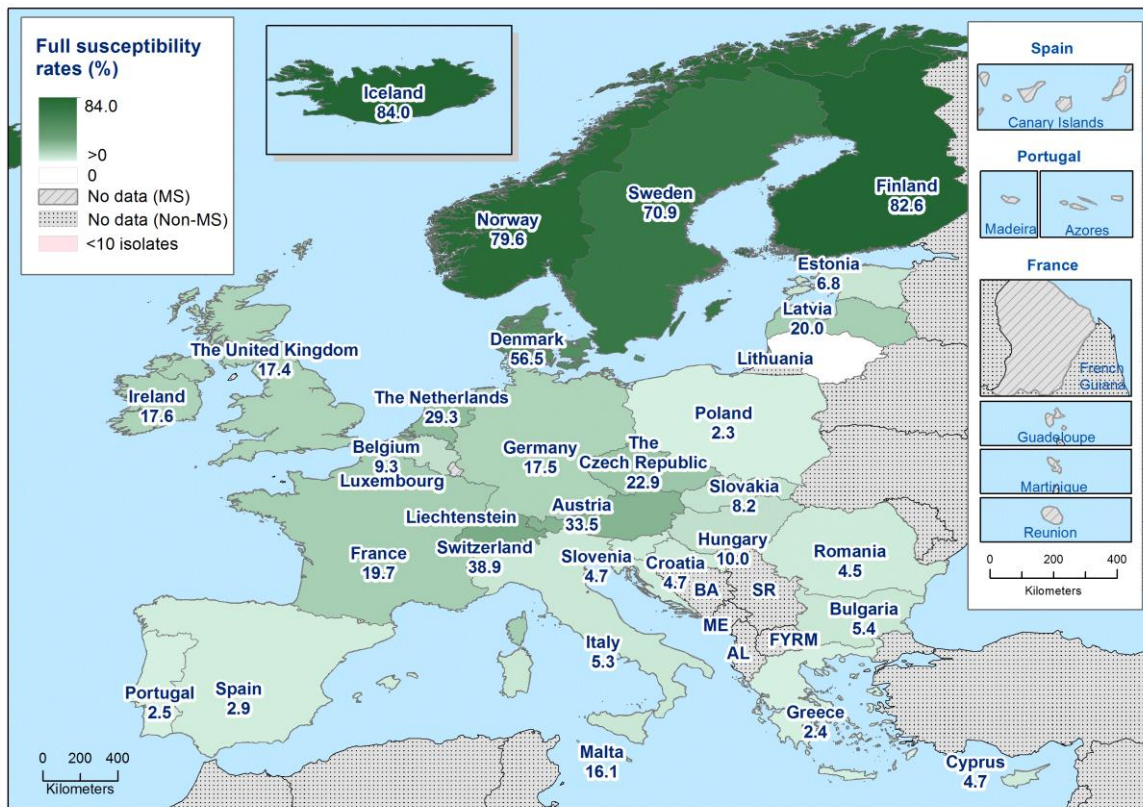 Full susceptibility
rates (%)
84.0
>0
0
No data (MS)
No data (Non-MS)
<10 isolates
Iceland
84.0
Norway
79.6
Sweden
70.9
Finland
82.6
Estonia
6.8
Latvia
20.0
Lithuania
Denmark
56.5
The United Kingdom
17.4
Ireland
17.6
The Netherlands
29.3
Belgium
9.3
Luxembourg
Germany
17.5
Poland
2.3
The
Czech Republic
22.9
Slovakia
8.2
Austria
33.5
Liechtenstein
Switzerland
38.9
France
19.7
Slovenia
4.7
Croatia
4.7
Hungary
10.0
Romania
4.5
BA
SR
Bulgaria
5.4
ME
FYRM
AL
Italy
5.3
Portugal
2.5
Spain
2.9
Greece
2.4
Malta
16.1
Cyprus
4.7
0 200 400
Kilometers
Spain
Canary Islands
Portugal
Madeira
Azores
France
French
Guiana
Guadeloupe
Martinique
Reunion
0 200 400
Kilometers